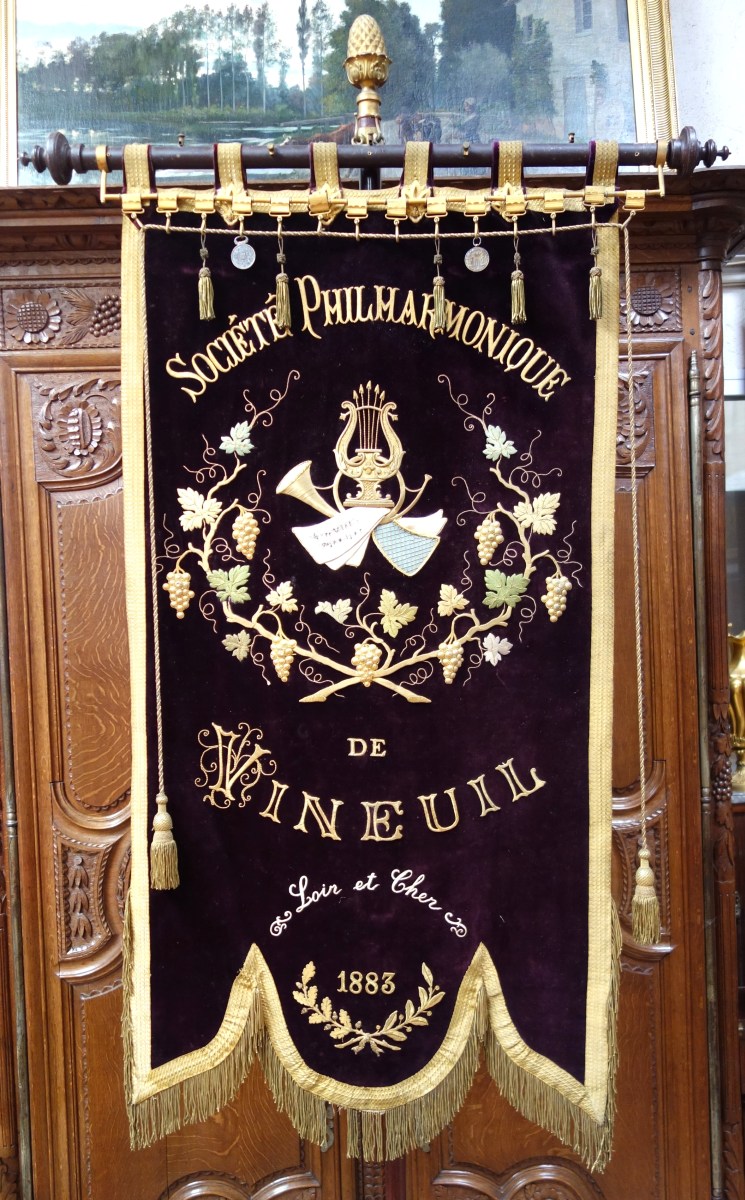 Société Philharmonique
DE
VINEUIL
Loir et Cher
1883